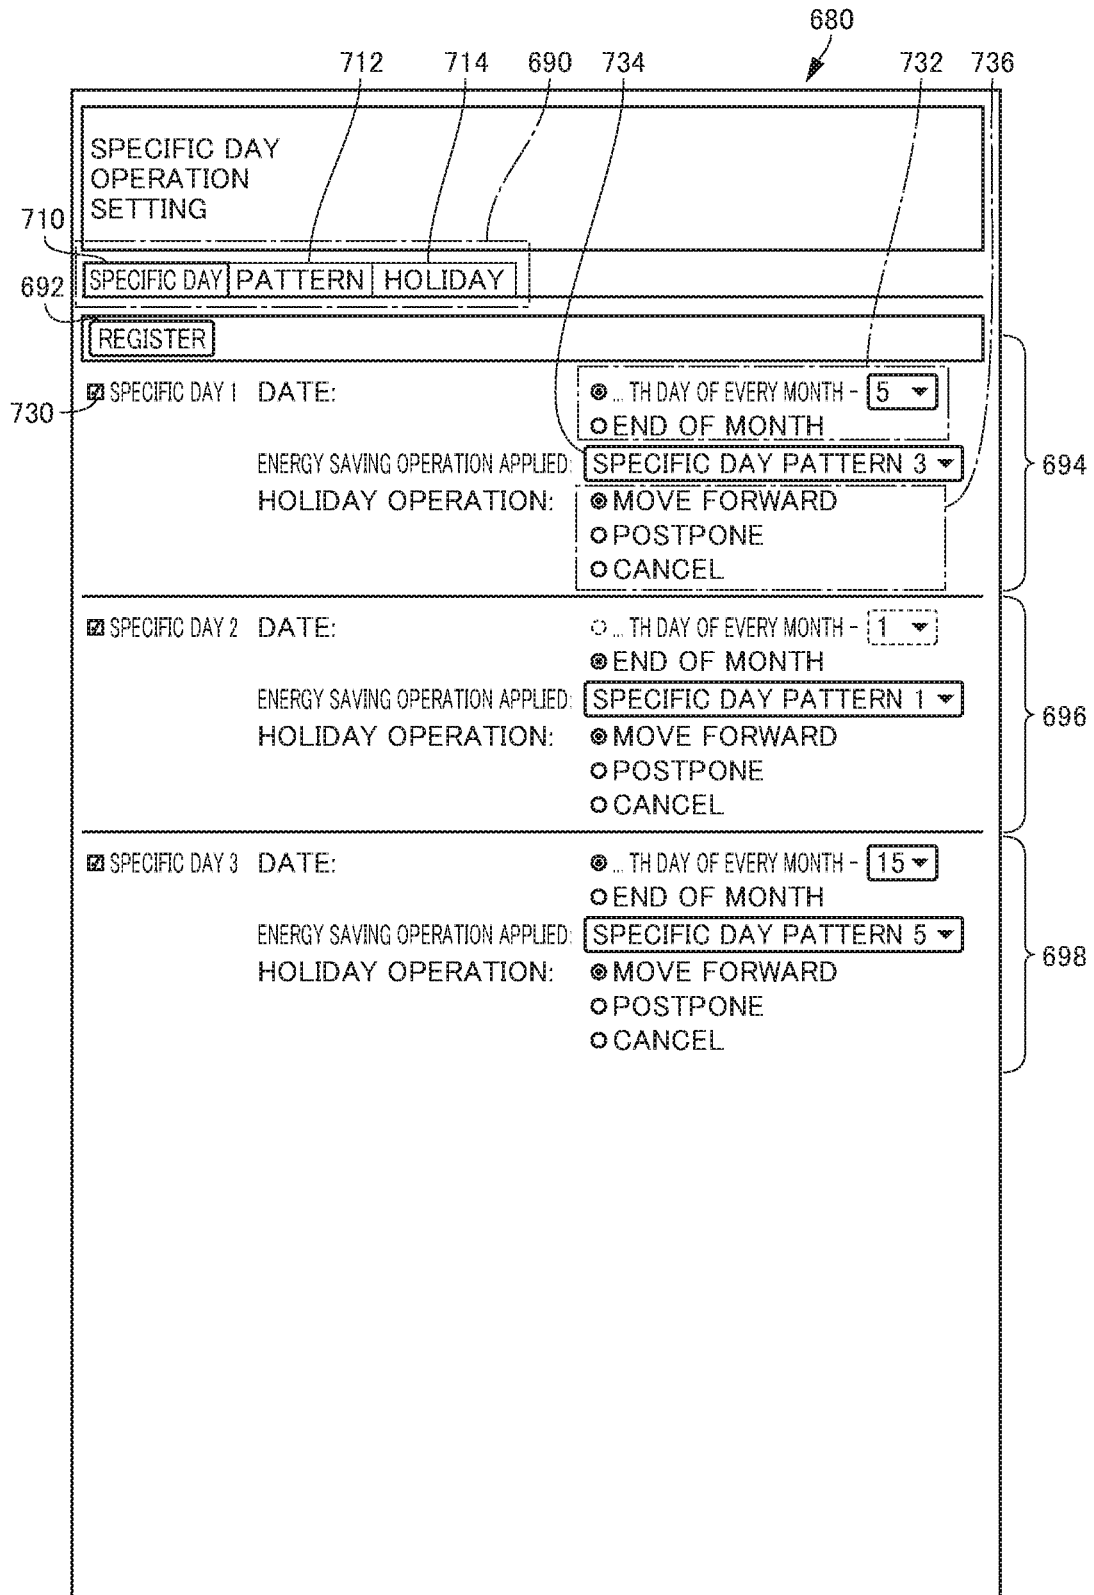 680
712 714 690 734 732 736
SPECIFIC DAY
OPERATION
SETTING
710
SPECIFIC DAY PATTERN HOLIDAY
692
REGISTER
SPECIFIC DAY 1 DATE: ... TH DAY OF EVERY MONTH - 5
730
END OF MONTH
ENERGY SAVING OPERATION APPLIED: SPECIFIC DAY PATTERN 3
694
HOLIDAY OPERATION: MOVE FORWARD
POSTPONE
CANCEL
SPECIFIC DAY 2 DATE: ... TH DAY OF EVERY MONTH - 1
END OF MONTH
ENERGY SAVING OPERATION APPLIED: SPECIFIC DAY PATTERN 1
696
HOLIDAY OPERATION: MOVE FORWARD
POSTPONE
CANCEL
SPECIFIC DAY 3 DATE: ... TH DAY OF EVERY MONTH - 15
END OF MONTH
ENERGY SAVING OPERATION APPLIED: SPECIFIC DAY PATTERN 5
698
HOLIDAY OPERATION: MOVE FORWARD
POSTPONE
CANCEL